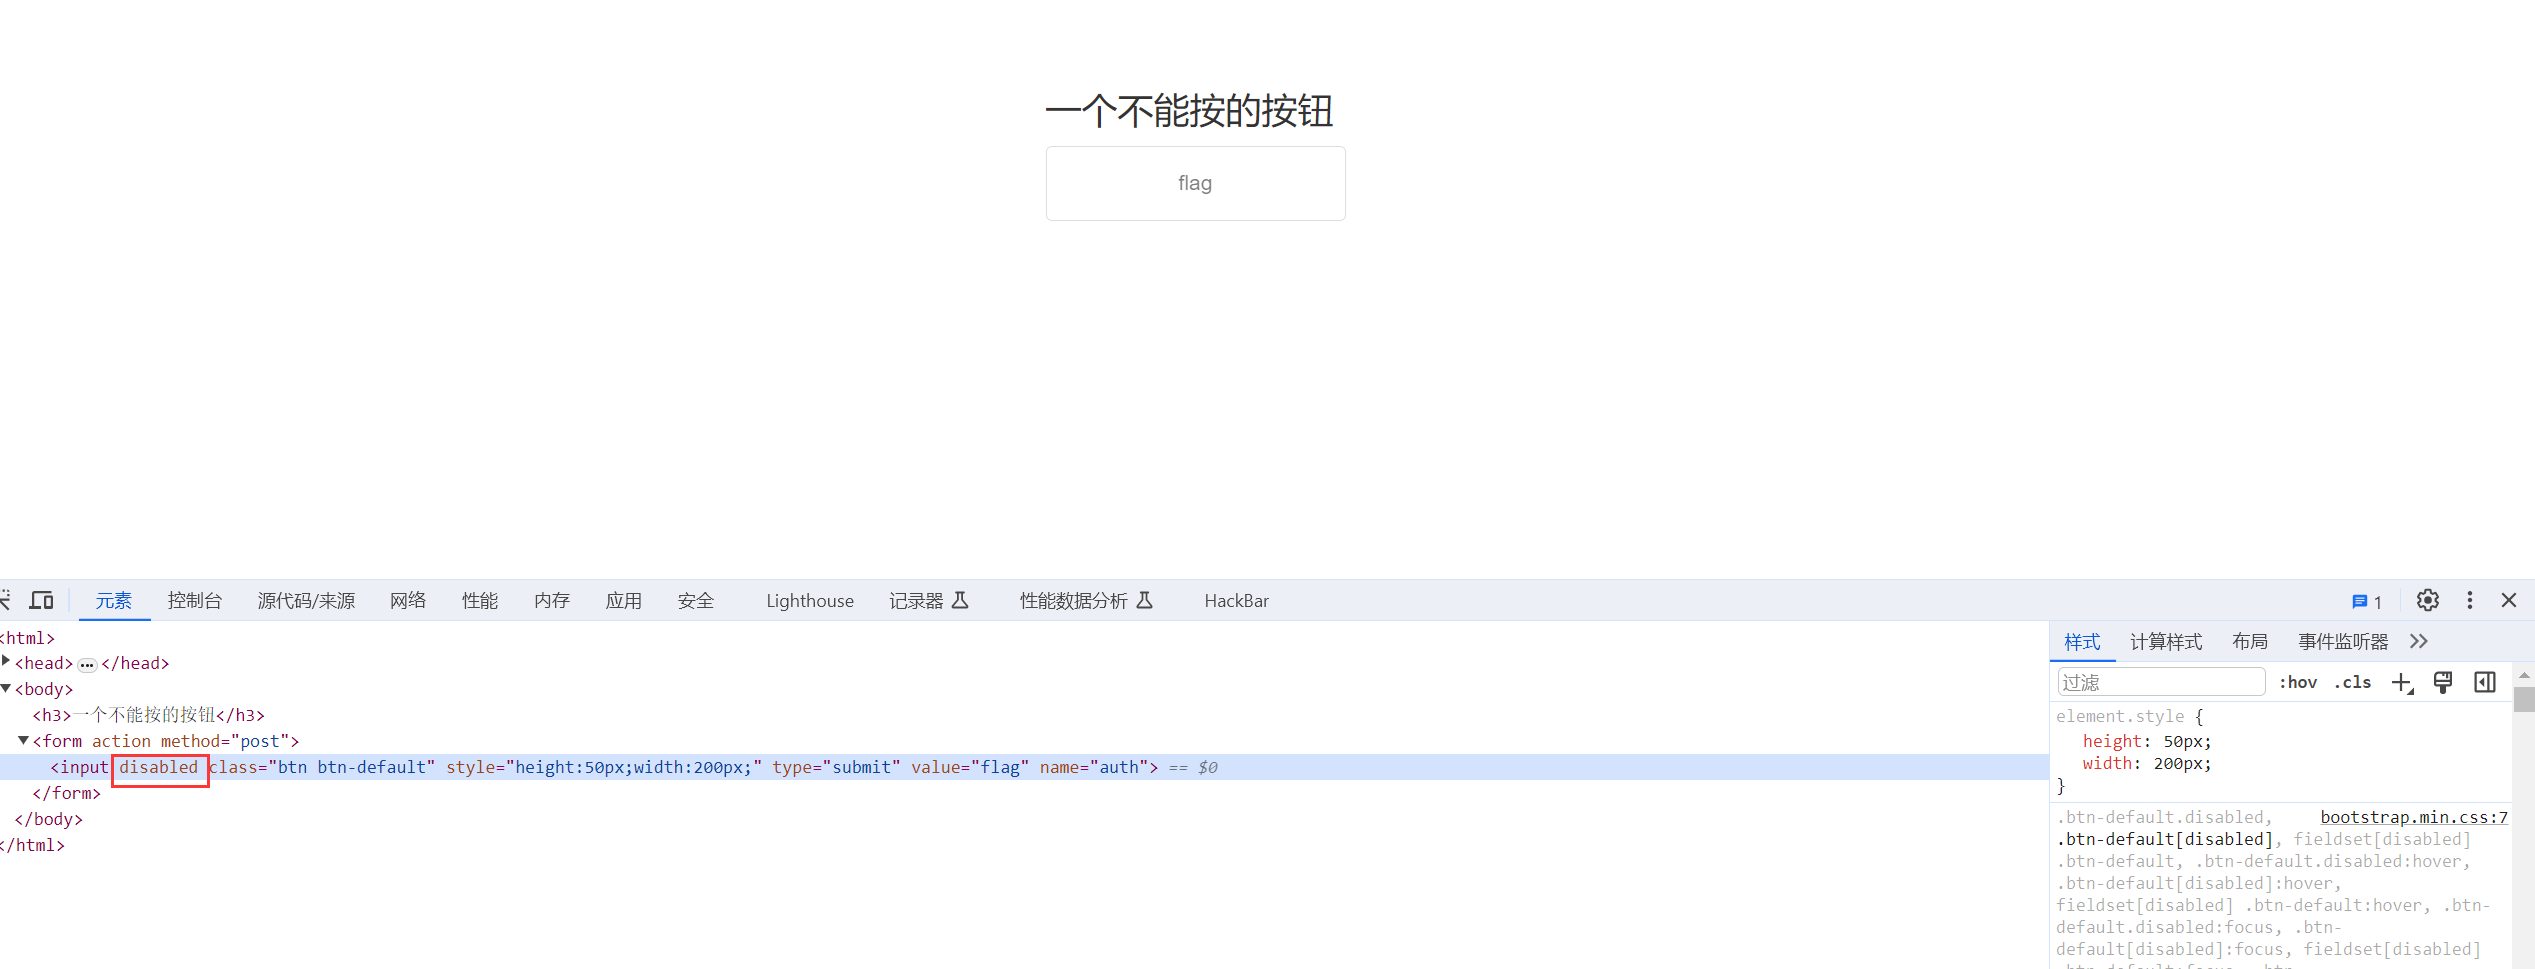 一个不能按的按钮
flag
元素 控制台 源代码/来源 网络 性能 内存 应用 安全 Lighthouse 记录器 性能数据分析 HackBar 1
<html>
<head> ••• </head>
<body>
<h3>一个不能按的按钮</h3>
<form action method="post">
<input disabled class="btn btn-default" style="height:50px;width:200px;" type="submit" value="flag" name="auth"> == $0
</form>
</body>
</html>
样式 计算样式 布局 事件监听器
过滤 :hov .cls
element.style {
height: 50px;
width: 200px;
}
.btn-default.disabled, bootstrap.min.css:7
.btn-default[disabled], fieldset[disabled]
.btn-default, .btn-default.disabled:hover,
.btn-default[disabled]:hover,
fieldset[disabled] .btn-default:hover, .btn-
default.disabled:focus, .btn-
default[disabled]:focus, fieldset[disabled]